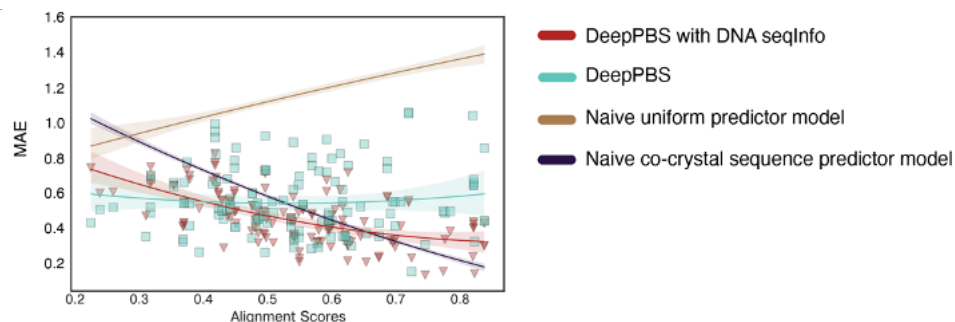 1.6
1.4
1.2
1.0
0.8
0.6
0.4
0.2
MAE
0.2 0.3 0.4 0.5 0.6 0.7 0.8
Alignment Scores
DeepPBS with DNA seqInfo
DeepPBS
Naive uniform predictor model
Naive co-crystal sequence predictor model